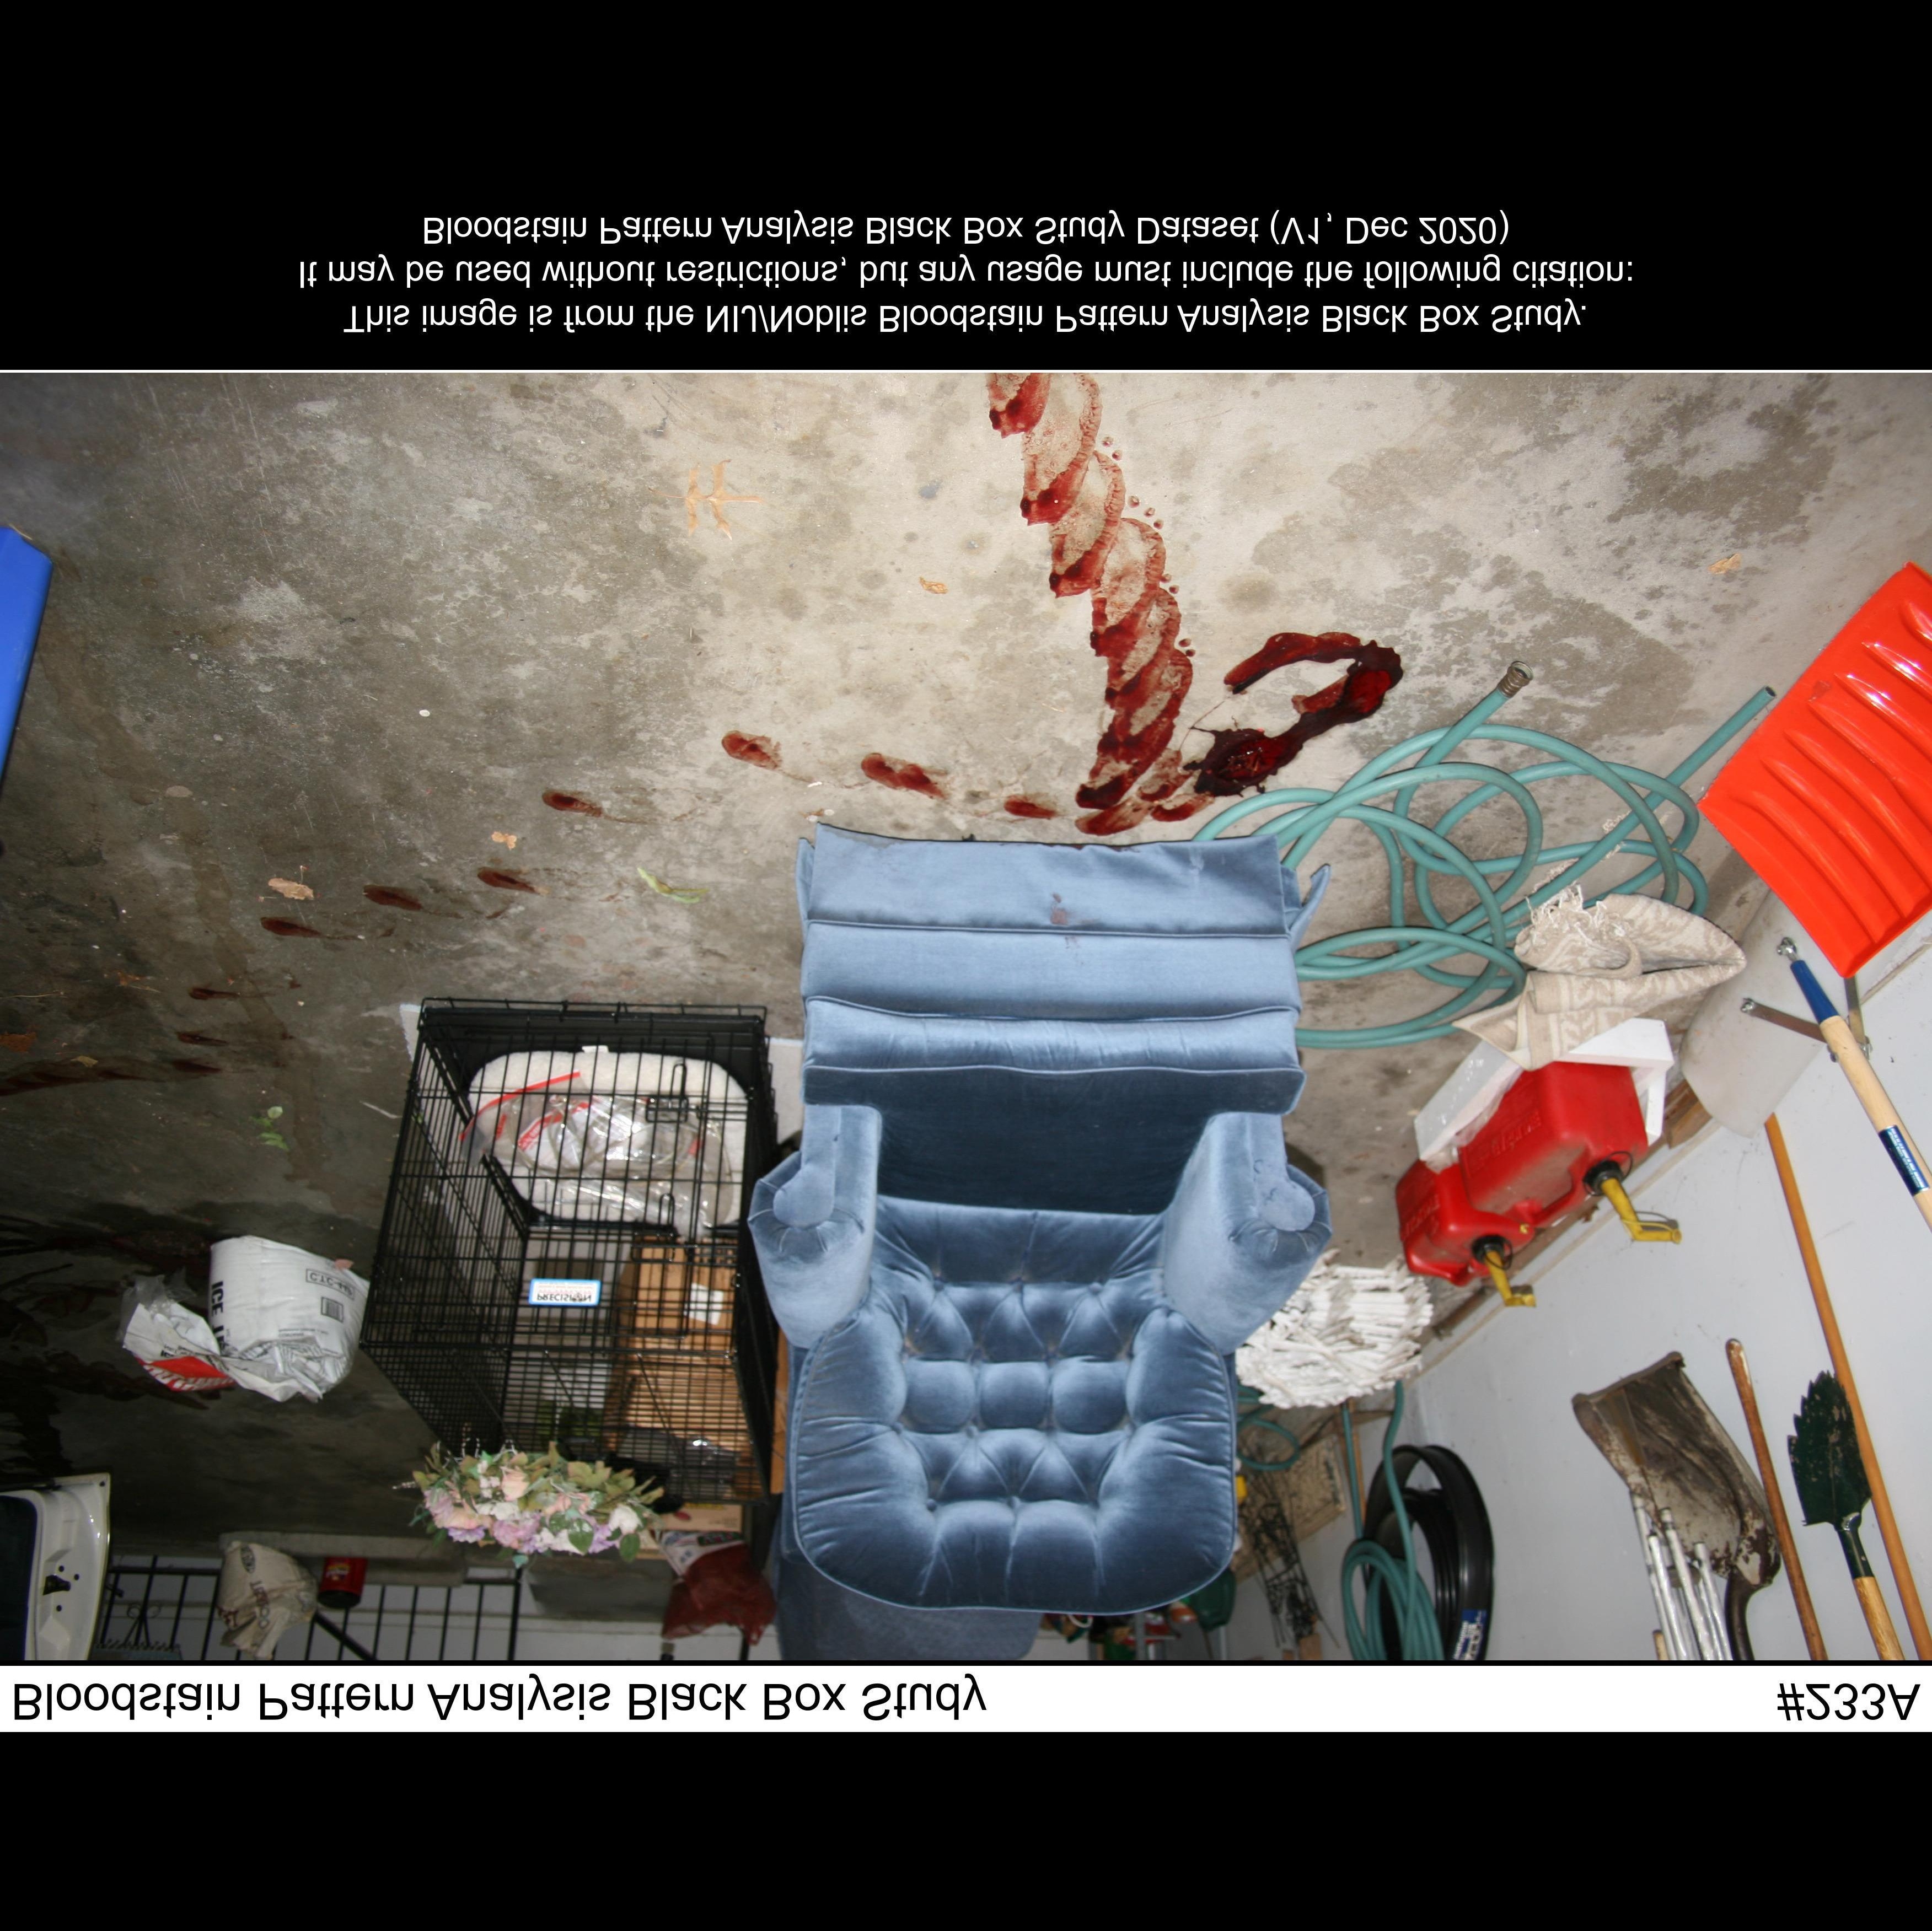 Bloodstain Pattern Analysis Black Box Study #233A
PRECISION
ICE
This image is from the NIJ/Noblis Bloodstain Pattern Analysis Black Box Study.
It may be used without restrictions, but any usage must include the following citation:
Bloodstain Pattern Analysis Black Box Study Dataset (V1, Dec 2020)